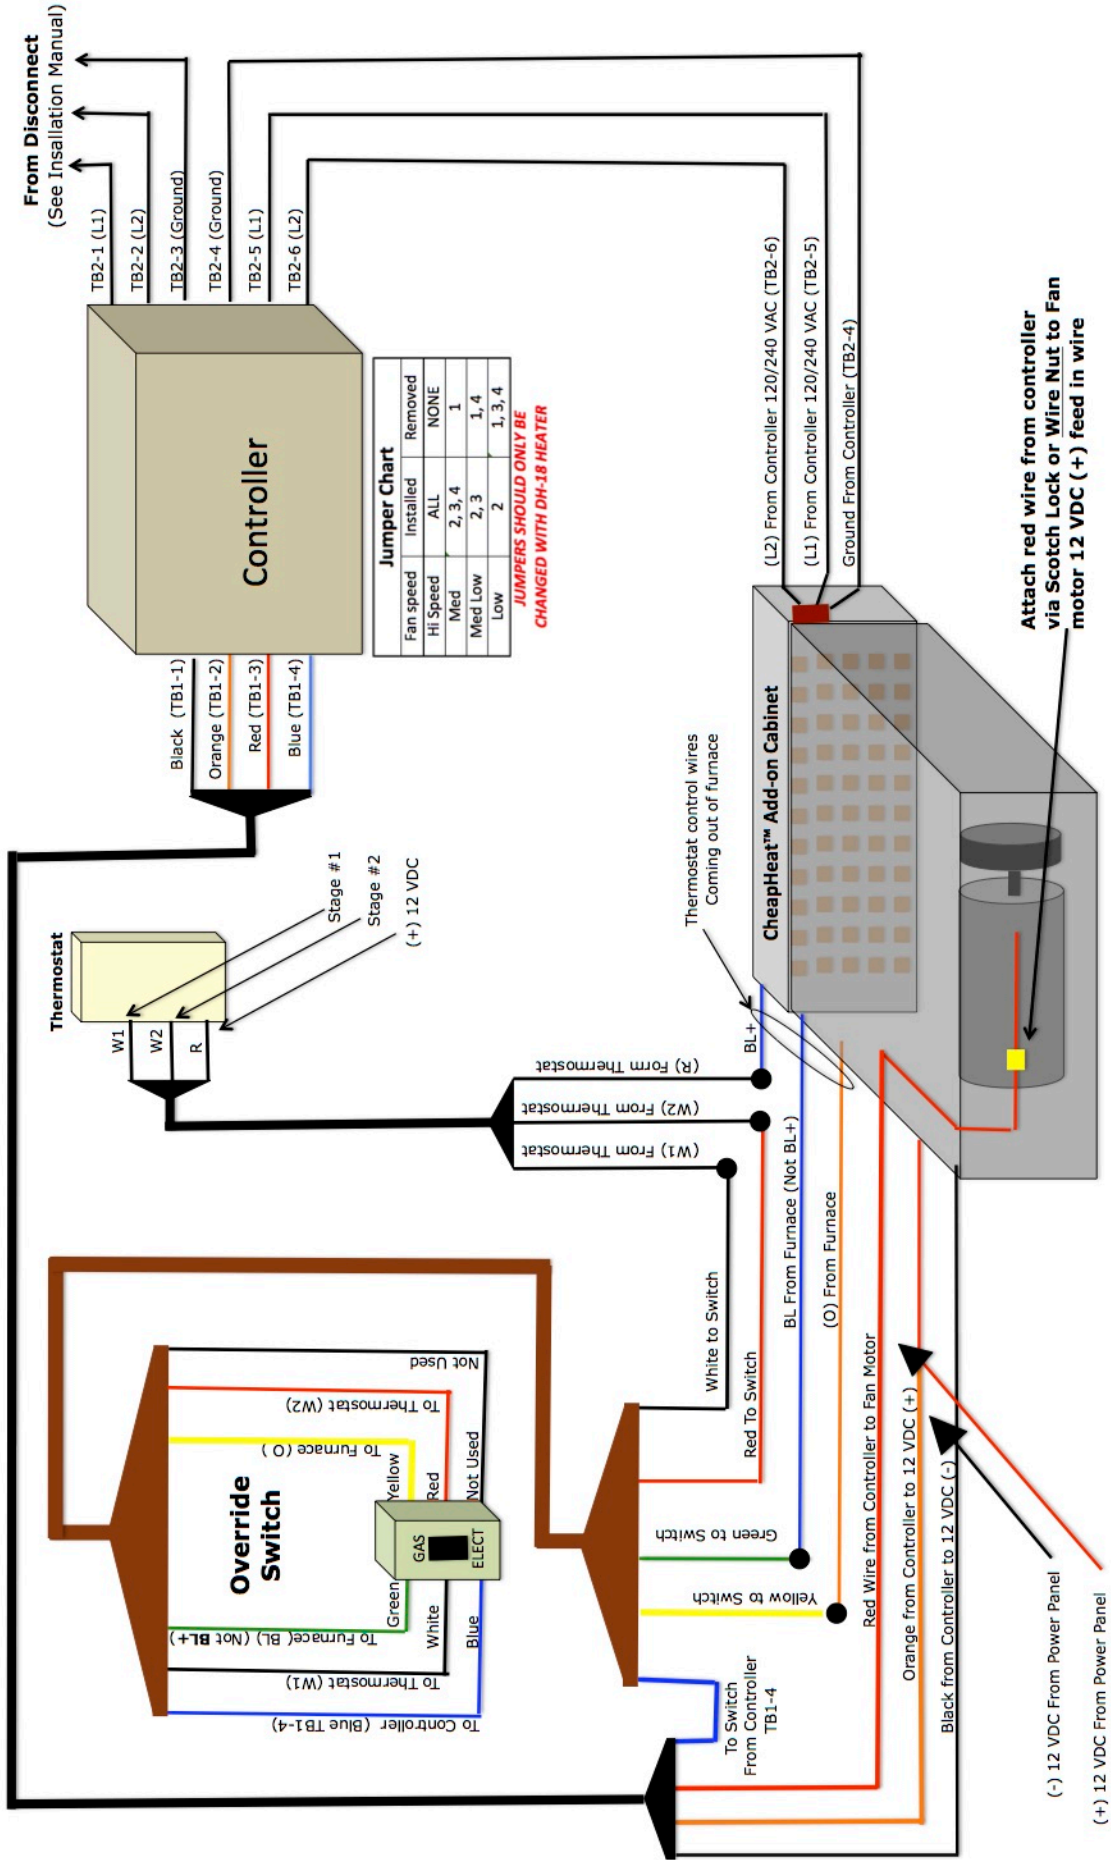 From Disconnect
(See Insallation Manual)
TB2-1 (L1)
TB2-2 (L2)
TB2-3 (Ground)
TB2-4 (Ground)
TB2-5 (L1)
TB2-6 (L2)
Controller
Black (TB1-1)
Orange (TB1-2)
Red (TB1-3)
Blue (TB1-4)
Jumper Chart
Fan speed Installed Removed
Hi Speed ALL NONE
Med 2, 3, 4 1
Med Low 2, 3 1, 4
Low 2 1, 3, 4
JUMPERS SHOULD ONLY BE
CHANGED WITH DH-18 HEATER
Thermostat
W1
W2
R
Stage #1
Stage #2
(+) 12 VDC
(R) Form Thermostat
(W2) From Thermostat
(W1) From Thermostat
Override
Switch
GAS
ELECT
Green
White
Blue
Yellow
Red
Not Used
To Controller (Blue TB1-4)
To Thermostat (W1)
To Furnace( BL) (Not BL+)
To Furnace (O )
To Thermostat (W2)
Not Used
White to Switch
Red To Switch
Green to Switch
Yellow to Switch
To Switch
From Controller
TB1-4
BL+
BL From Furnace (Not BL+)
(O) From Furnace
Red Wire from Controller to Fan Motor
Orange from Controller to 12 VDC (+)
Black from Controller to 12 VDC (-)
(-) 12 VDC From Power Panel
(+) 12 VDC From Power Panel
Thermostat control wires
Coming out of furnace
CheapHeat™ Add-on Cabinet
(L2) From Controller 120/240 VAC (TB2-6)
(L1) From Controller 120/240 VAC (TB2-5)
Ground From Controller (TB2-4)
Attach red wire from controller
via Scotch Lock or Wire Nut to Fan
motor 12 VDC (+) feed in wire